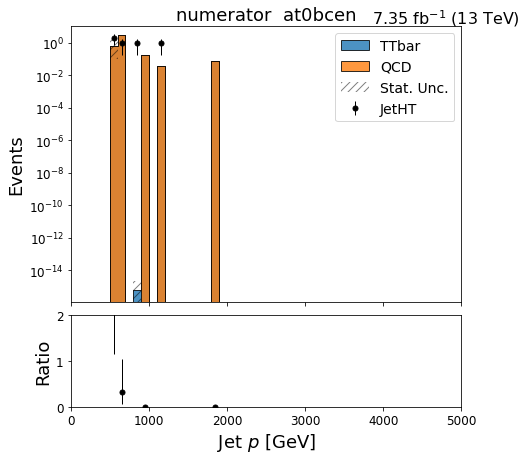 numerator at0bcen 7.35 fb⁻¹ (13 TeV)
TTbar
QCD
Stat. Unc.
JetHT
Events
10⁰
10⁻²
10⁻⁴
10⁻⁶
10⁻⁸
10⁻¹⁰
10⁻¹²
10⁻¹⁴
Ratio
2
1
0
0 1000 2000 3000 4000 5000
Jet p [GeV]